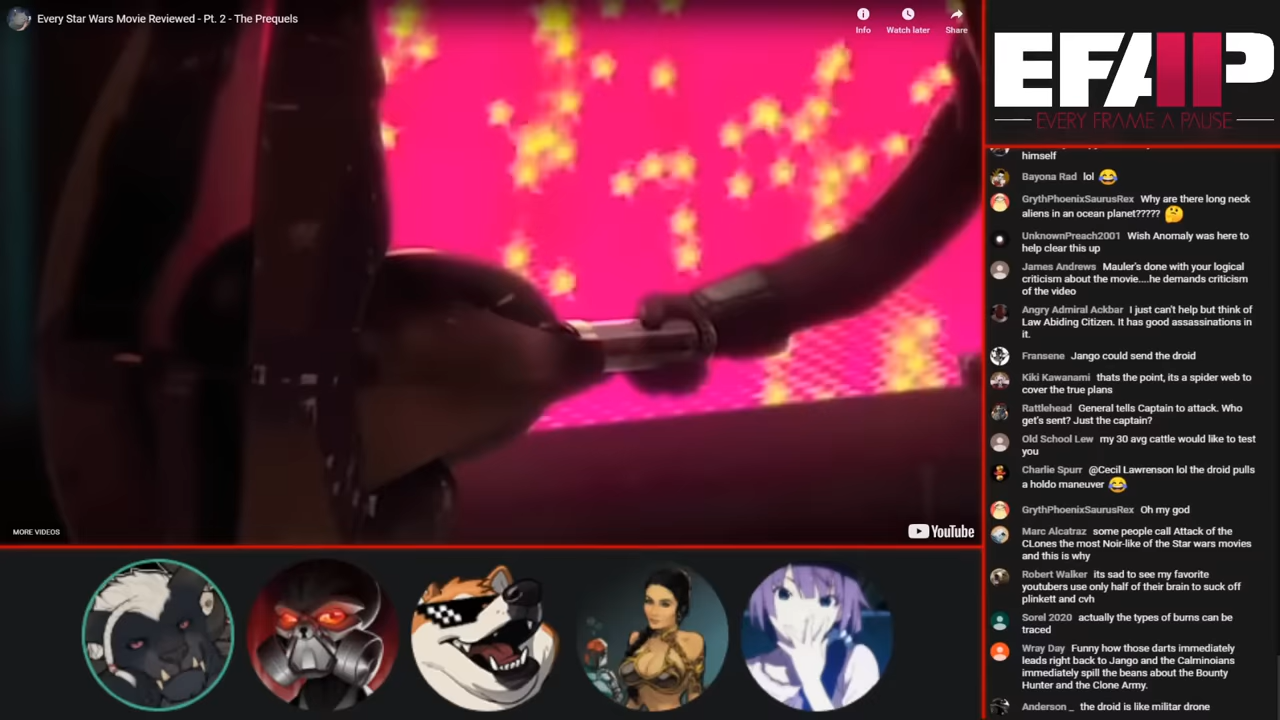 Every Star Wars Movie Reviewed - Pt. 2 - The Prequels
Info
Watch later
Share
MORE VIDEOS
YouTube
EFAP
EVERY FRAME A PAUSE
himself
Bayona Rad lol
GrythPhoenixSaurusRex Why are there long neck
aliens in an ocean planet?????
UnknownPreach2001 Wish Anomaly was here to
help clear this up
James Andrews Mauler's done with your logical
criticism about the movie....he demands criticism
of the video
Angry Admiral Ackbar I just can't help but think of
Law Abiding Citizen. It has good assassinations in
it.
Fransene Jango could send the droid
Kiki Kawanami thats the point, its a spider web to
cover the true plans
Rattlehead General tells Captain to attack. Who
get's sent? Just the captain?
Old School Lew my 30 avg cattle would like to test
you
Charlie Spurr @Cecil Lawrenson lol the droid pulls
a holdo maneuver
GrythPhoenixSaurusRex Oh my god
Marc Alcatraz some people call Attack of the
CLones the most Noir-like of the Star wars movies
and this is why
Robert Walker its sad to see my favorite
youtubers use only half of their brain to suck off
plinkett and cvh
Sorel 2020 actually the types of burns can be
traced
Wray Day Funny how those darts immediately
leads right back to Jango and the Calminoians
immediately spill the beans about the Bounty
Hunter and the Clone Army.
Anderson _ the droid is like militar drone